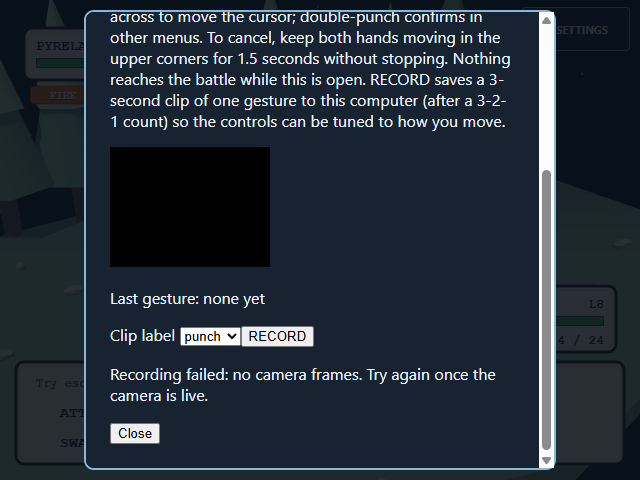 across to move the cursor; double-punch confirms in
other menus. To cancel, keep both hands moving in the
upper corners for 1.5 seconds without stopping. Nothing
reaches the battle while this is open. RECORD saves a 3-
second clip of one gesture to this computer (after a 3-2-
1 count) so the controls can be tuned to how you move.
Last gesture: none yet
Clip label punch RECORD
Recording failed: no camera frames. Try again once the
camera is live.
Close
SETTINGS
FIRE
L8
4 / 24
Try